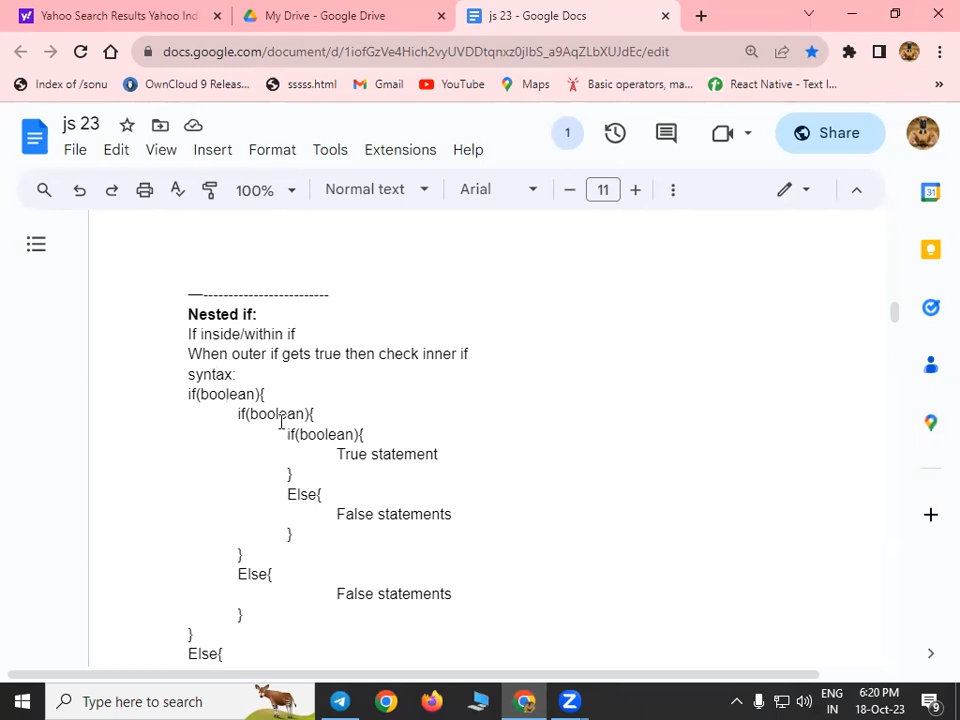 Yahoo Search Results Yahoo Ind
My Drive - Google Drive
js 23 - Google Docs
docs.google.com/document/d/1iofGzVe4Hich2vyUVDDtqnxz0jIbS_a9AqZLbXUJdEc/edit
Index of /sonu
OwnCloud 9 Releas...
sssss.html
Gmail
YouTube
Maps
Basic operators, ma...
React Native - Text I...
»
js 23
1
Share
File Edit View Insert Format Tools Extensions Help
100%
Normal text
Arial
11
31
—-------------------------
Nested if:
If inside/within if
When outer if gets true then check inner if
syntax:
if(boolean){
if(boolean){
if(boolean){
True statement
}
Else{
False statements
}
}
Else{
False statements
}
}
Else{
Type here to search
ENG
IN
6:20 PM
18-Oct-23
9